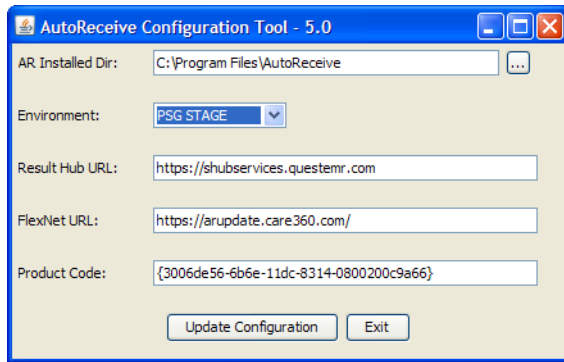 AutoReceive Configuration Tool - 5.0
AR Installed Dir: C:\Program Files\AutoReceive ...
Environment: PSG STAGE
Result Hub URL: https://shubservices.questemr.com
FlexNet URL: https://arupdate.care360.com/
Product Code: {3006de56-6b6e-11dc-8314-0800200c9a66}
Update Configuration Exit